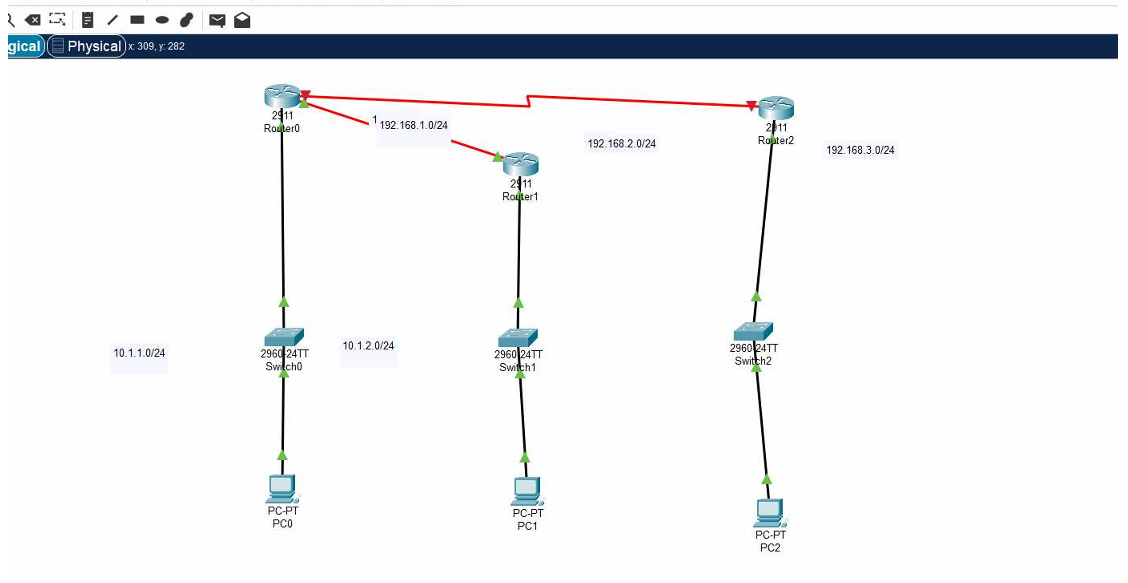 gical
Physical
x: 309, y: 282
2911
Router0
1
192.168.1.0/24
2911
Router1
192.168.2.0/24
2911
Router2
192.168.3.0/24
10.1.1.0/24
2960-24TT
Switch0
10.1.2.0/24
2960-24TT
Switch1
2960-24TT
Switch2
PC-PT
PC0
PC-PT
PC1
PC-PT
PC2